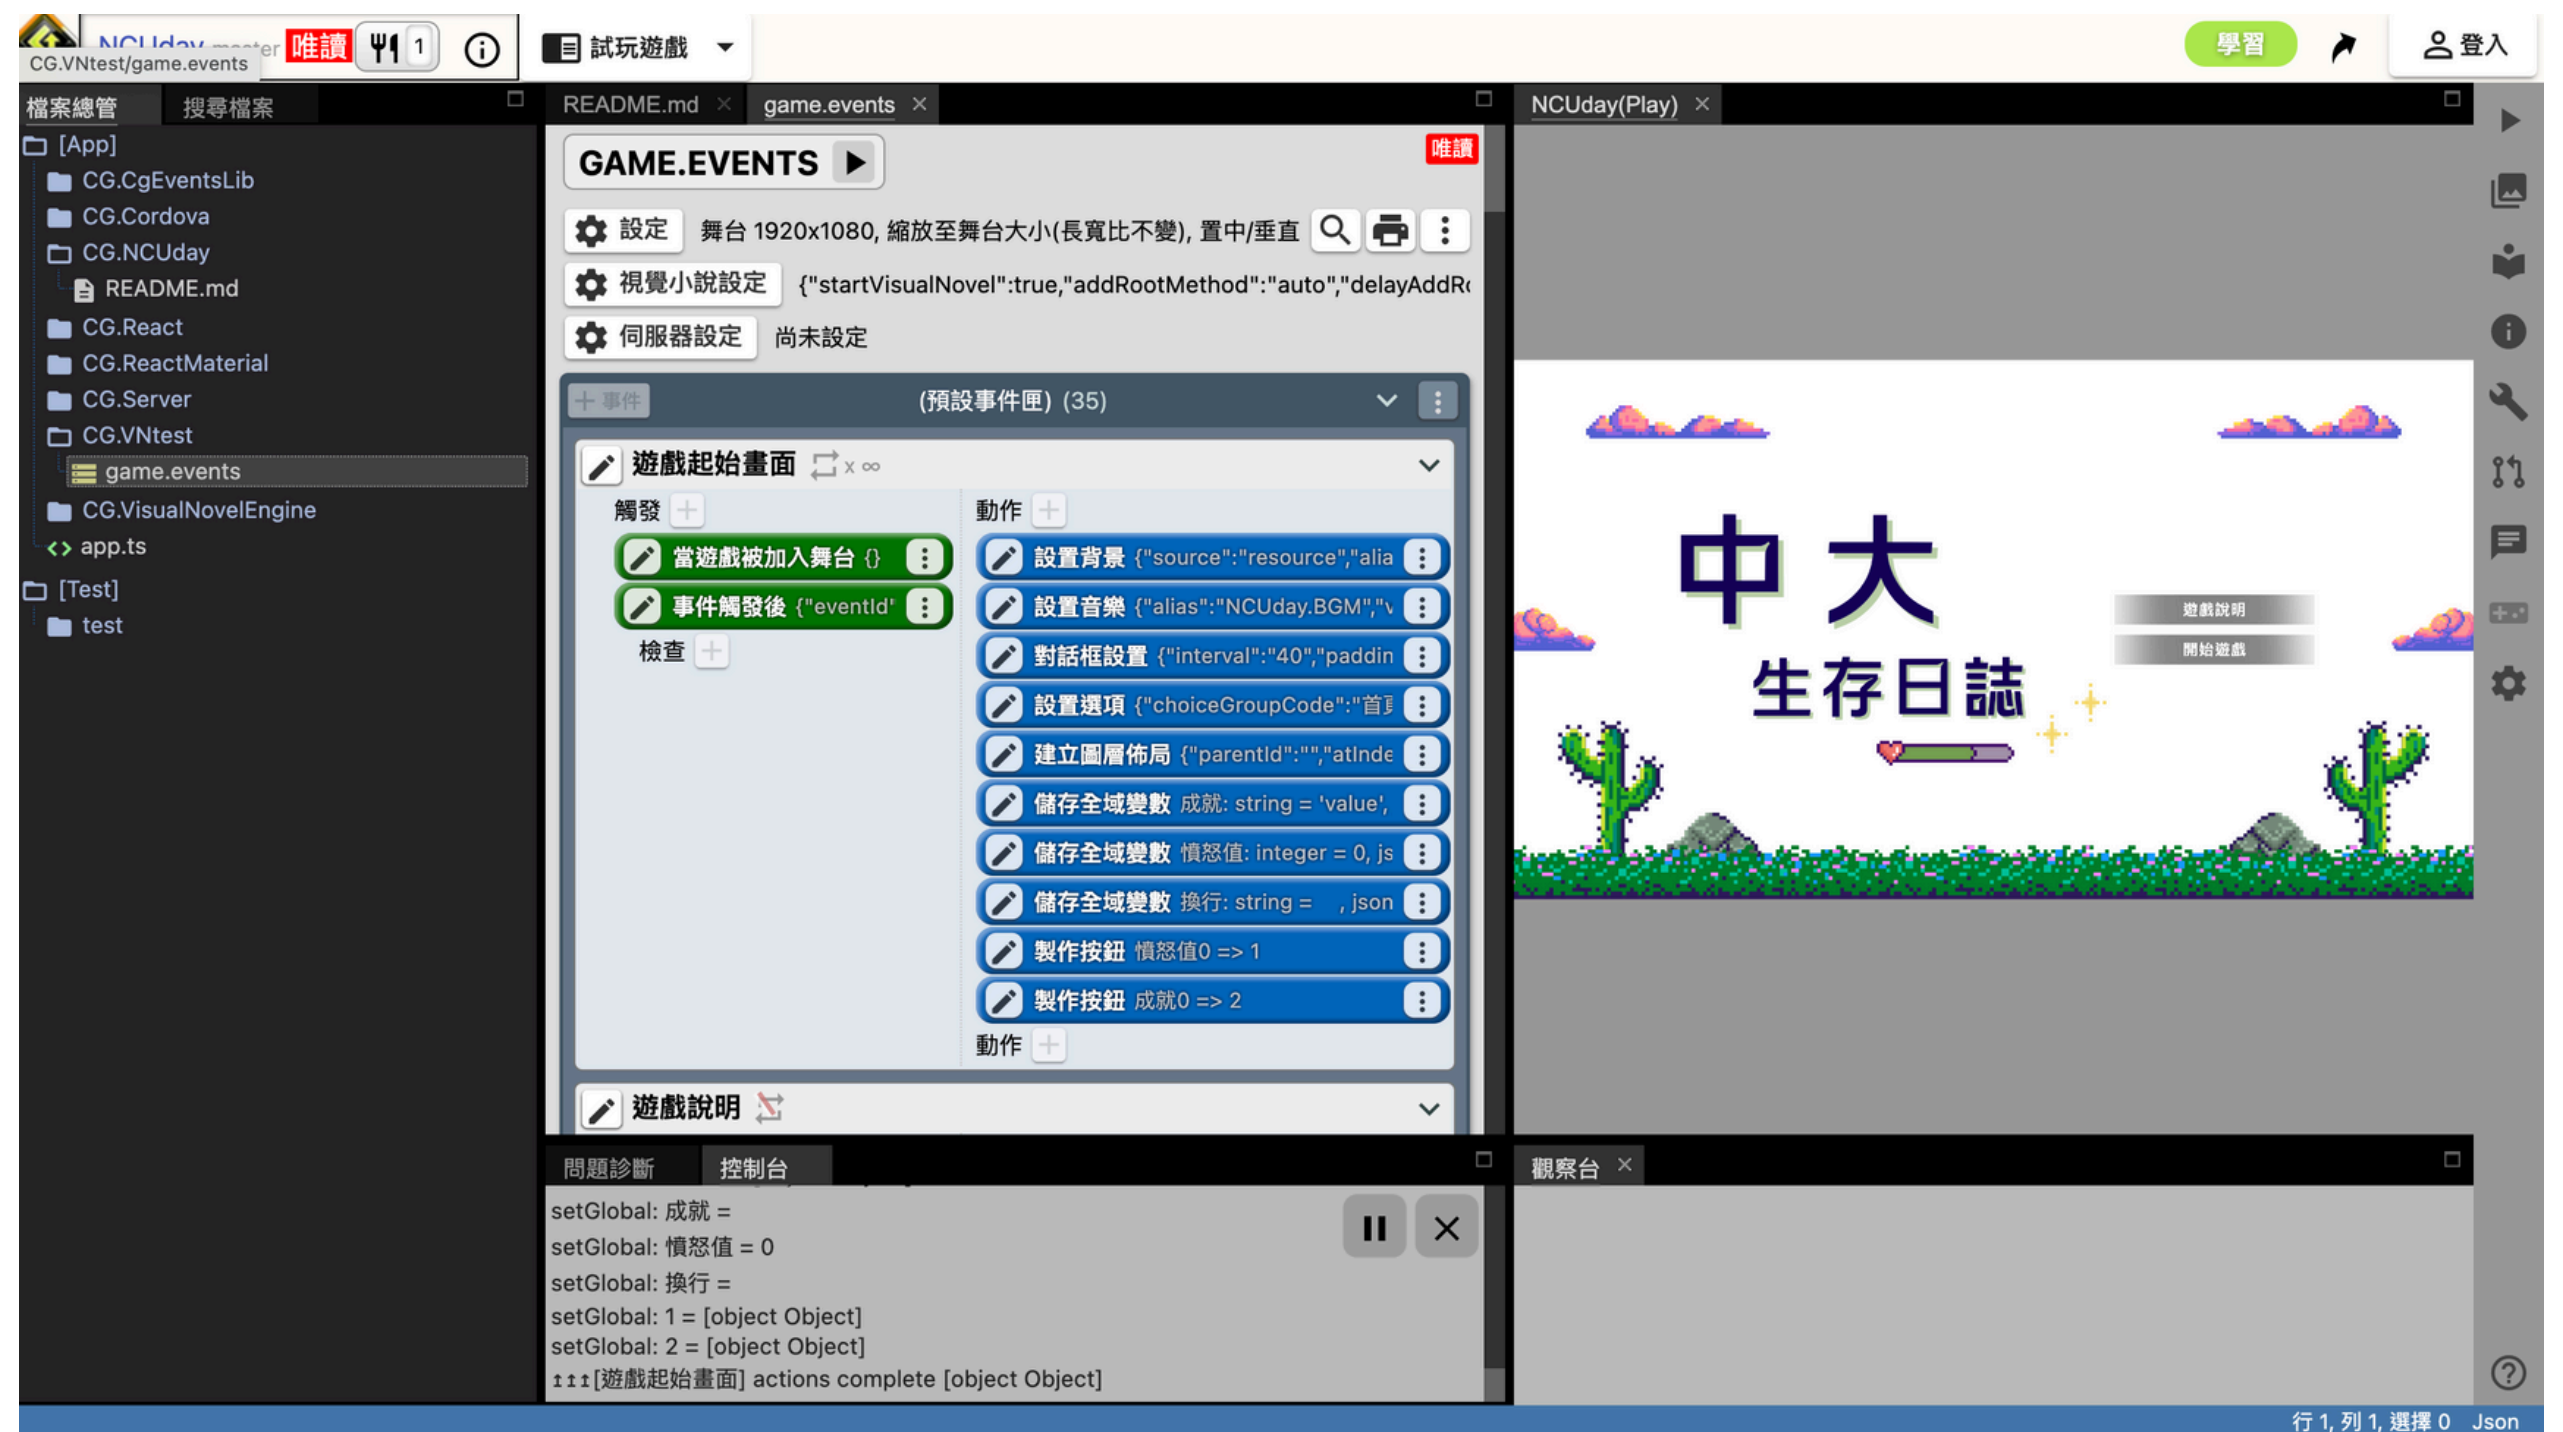 NCUday master 唯讀 1
CG.VNtest/game.events
試玩遊戲
學習
登入
檔案總管 搜尋檔案
[App]
CG.CgEventsLib
CG.Cordova
CG.NCUday
README.md
CG.React
CG.ReactMaterial
CG.Server
CG.VNtest
game.events
CG.VisualNovelEngine
app.ts
[Test]
test
README.md × game.events ×
GAME.EVENTS
唯讀
設定 舞台 1920x1080, 縮放至舞台大小(長寬比不變), 置中/垂直
視覺小說設定 {"startVisualNovel":true,"addRootMethod":"auto","delayAddR
伺服器設定 尚未設定
+ 事件 (預設事件匣) (35)
遊戲起始畫面 x ∞
觸發 +
當遊戲被加入舞台 {}
事件觸發後 {"eventId"
檢查 +
動作 +
設置背景 {"source":"resource","alia
設置音樂 {"alias":"NCUday.BGM","v
對話框設置 {"interval":"40","paddin
設置選項 {"choiceGroupCode":"首
建立圖層佈局 {"parentId":"","atInde
儲存全域變數 成就: string = 'value',
儲存全域變數 憤怒值: integer = 0, js
儲存全域變數 換行: string = , json
製作按鈕 憤怒值0 => 1
製作按鈕 成就0 => 2
動作 +
遊戲說明
問題診斷 控制台
setGlobal: 成就 =
setGlobal: 憤怒值 = 0
setGlobal: 換行 =
setGlobal: 1 = [object Object]
setGlobal: 2 = [object Object]
↥↥↥[遊戲起始畫面] actions complete [object Object]
NCUday(Play) ×
中大
生存日誌
遊戲說明
開始遊戲
觀察台 ×
行 1, 列 1, 選擇 0 Json